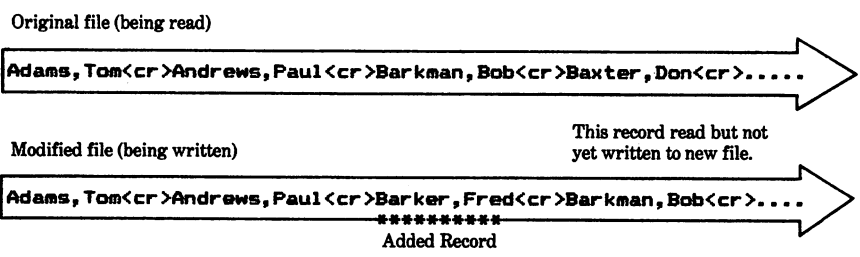 Original file (being read)
Adams,Tom<cr>Andrews,Paul<cr>Barkman,Bob<cr>Baxter,Don<cr>.....
This record read but not
yet written to new file.
Modified file (being written)
Adams,Tom<cr>Andrews,Paul<cr>Barker,Fred<cr>Barkman,Bob<cr>....
***********
Added Record